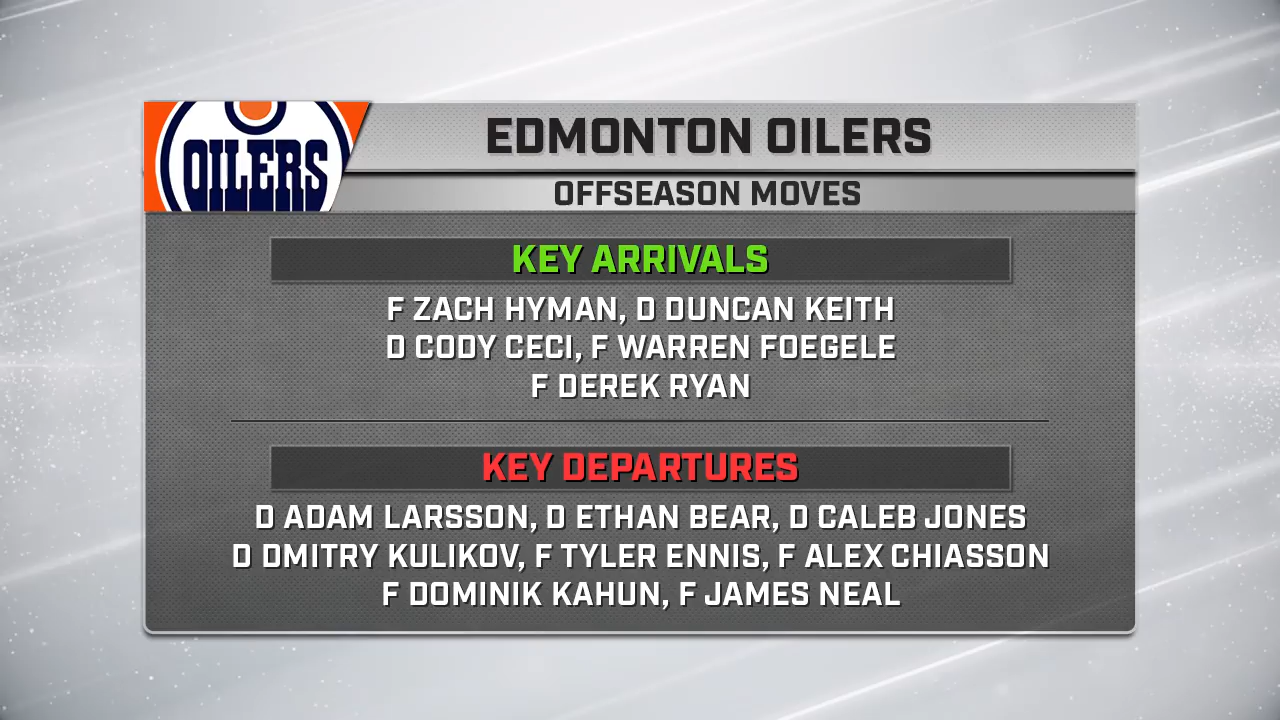 OILERS
EDMONTON OILERS
OFFSEASON MOVES
KEY ARRIVALS
F ZACH HYMAN, D DUNCAN KEITH
D CODY CECI, F WARREN FOEGELE
F DEREK RYAN
KEY DEPARTURES
D ADAM LARSSON, D ETHAN BEAR, D CALEB JONES
D DMITRY KULIKOV, F TYLER ENNIS, F ALEX CHIASSON
F DOMINIK KAHUN, F JAMES NEAL